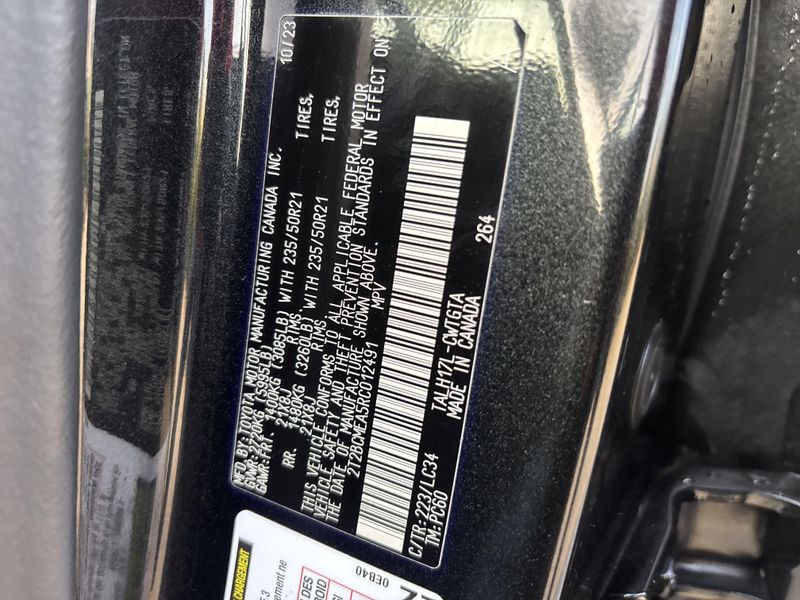 MFD.BY:TOYOTA MOTOR MANUFACTURING CANADA INC. 10/23
GVWR:2720KG (5995LB)
GAWR:FRT. 1400KG (3085LB) WITH 235/50R21 TIRES,
21X8J RIMS,
RR. 1480KG (3260LB) WITH 235/50R21 TIRES,
21X8J RIMS,
THIS VEHICLE CONFORMS TO ALL APPLICABLE FEDERAL MOTOR
VEHICLE SAFETY AND THEFT PREVENTION STANDARDS IN EFFECT ON
THE DATE OF MANUFACTURE SHOWN ABOVE.
2T2BCMEA5RC012491 MPV
C/TR:223/LC34 TALH17L-CWTGTA 264
TM:PC60 MADE IN CANADA
CHARGEMENT
0EB40